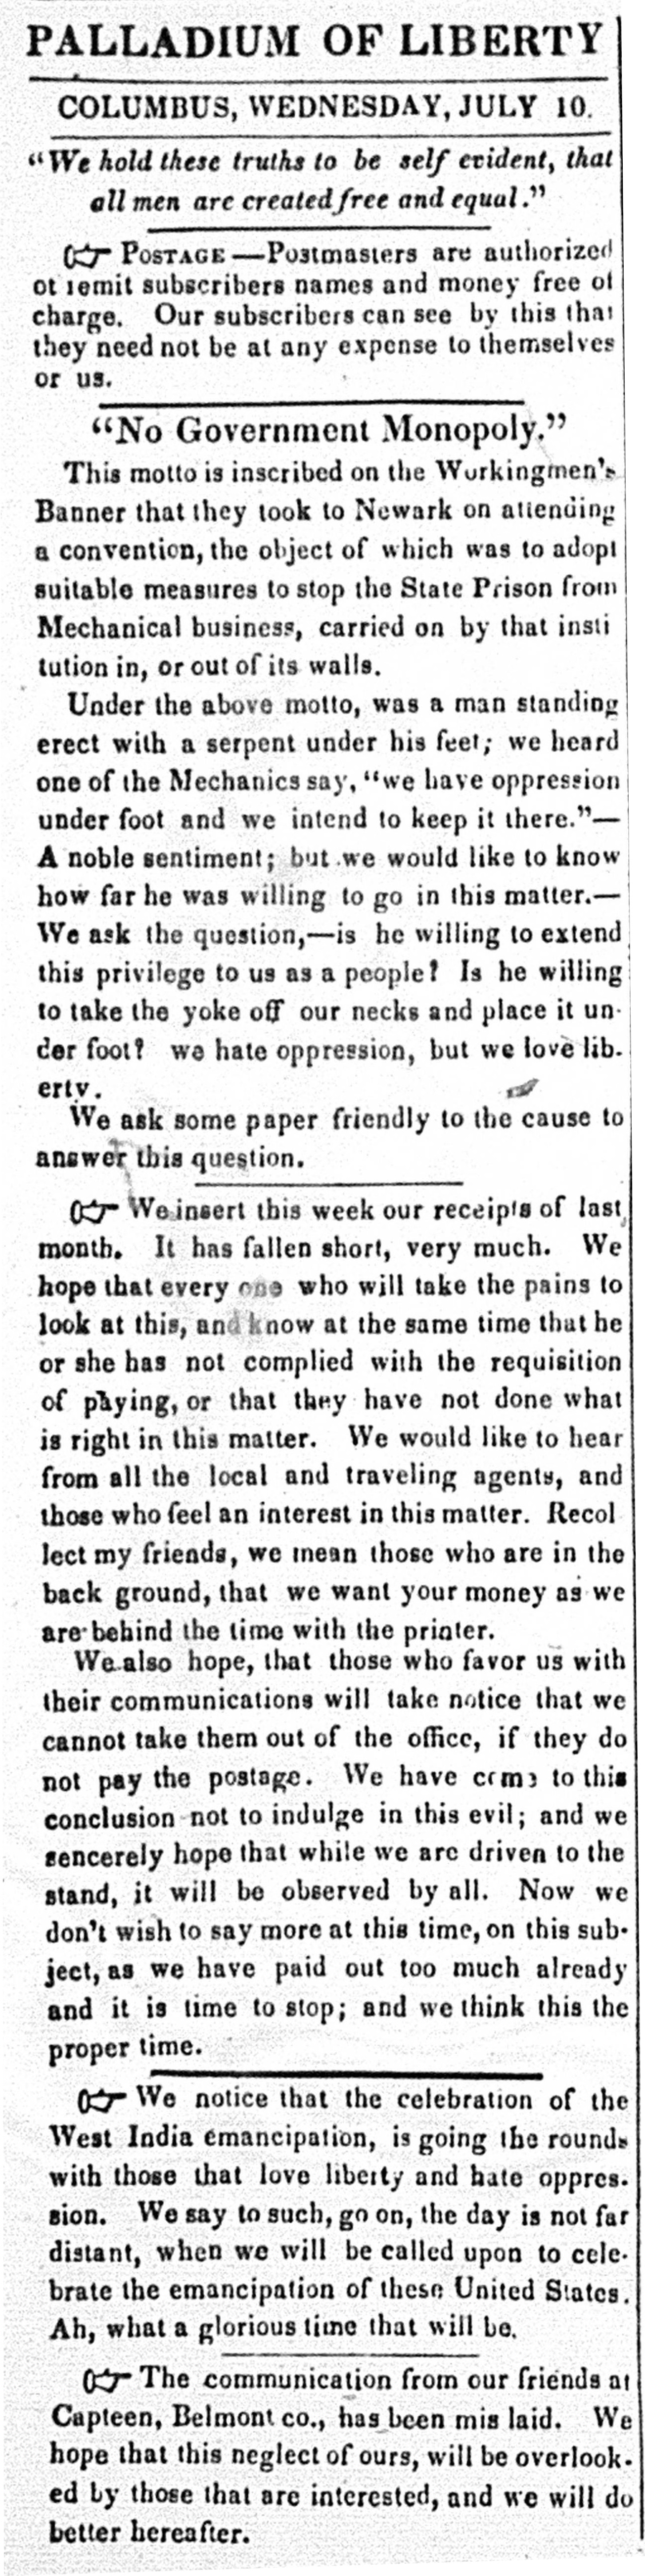 PALLADIUM OF LIBERTY
COLUMBUS, WEDNESDAY, JULY 10.
"We hold these truths to be self evident, that
all men are created free and equal."
☞ POSTAGE—Postmasters are authorized
ot remit subscribers names and money free of
charge. Our subscribers can see by this that
they need not be at any expense to themselves
or us.
"No Government Monopoly."
This motto is inscribed on the Workingmen's
Banner that they took to Newark on attending
a convention, the object of which was to adopt
suitable measures to stop the State Prison from
Mechanical business, carried on by that insti
tution in, or out of its walls.
Under the above motto, was a man standing
erect with a serpent under his feet; we heard
one of the Mechanics say, "we have oppression
under foot and we intend to keep it there."—
A noble sentiment; but we would like to know
how far he was willing to go in this matter.—
We ask the question,—is he willing to extend
this privilege to us as a people? Is he willing
to take the yoke off our necks and place it un-
der foot? we hate oppression, but we love lib-
erty.
We ask some paper friendly to the cause to
answer this question.
☞ We insert this week our receipts of last
month. It has fallen short, very much. We
hope that every one who will take the pains to
look at this, and know at the same time that he
or she has not complied with the requisition
of paying, or that they have not done what
is right in this matter. We would like to hear
from all the local and traveling agents, and
those who feel an interest in this matter. Recol
lect my friends, we mean those who are in the
back ground, that we want your money as we
are behind the time with the printer.
We also hope, that those who favor us with
their communications will take notice that we
cannot take them out of the office, if they do
not pay the postage. We have come to this
conclusion not to indulge in this evil; and we
sencerely hope that while we are driven to the
stand, it will be observed by all. Now we
don't wish to say more at this time, on this sub-
ject, as we have paid out too much already
and it is time to stop; and we think this the
proper time.
☞ We notice that the celebration of the
West India emancipation, is going the rounds
with those that love liberty and hate oppres-
sion. We say to such, go on, the day is not far
distant, when we will be called upon to cele-
brate the emancipation of these United States.
Ah, what a glorious time that will be.
☞ The communication from our friends at
Capteen, Belmont co., has been mis laid. We
hope that this neglect of ours, will be overlook-
ed by those that are interested, and we will do
better hereafter.